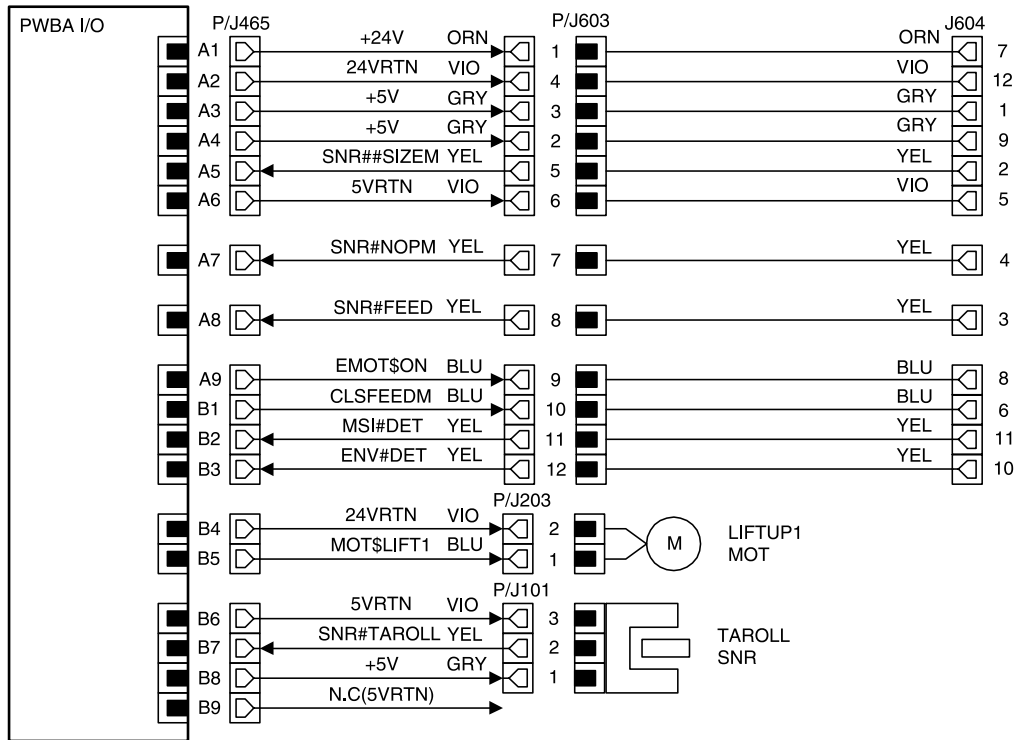 PWBA I/O P/J465 P/J603 J604
A1 +24V ORN 1 ORN 7
A2 24VRTN VIO 4 VIO 12
A3 +5V GRY 3 GRY 1
A4 +5V GRY 2 GRY 9
A5 SNR##SIZEM YEL 5 YEL 2
A6 5VRTN VIO 6 VIO 5
A7 SNR#NOPM YEL 7 YEL 4
A8 SNR#FEED YEL 8 YEL 3
A9 EMOT$ON BLU 9 BLU 8
B1 CLSFEEDM BLU 10 BLU 6
B2 MSI#DET YEL 11 YEL 11
B3 ENV#DET YEL 12 YEL 10
P/J203
B4 24VRTN VIO 2
B5 MOT$LIFT1 BLU 1
M
LIFTUP1
MOT
P/J101
B6 5VRTN VIO 3
B7 SNR#TAROLL YEL 2
B8 +5V GRY 1
TAROLL
SNR
B9 N.C(5VRTN)